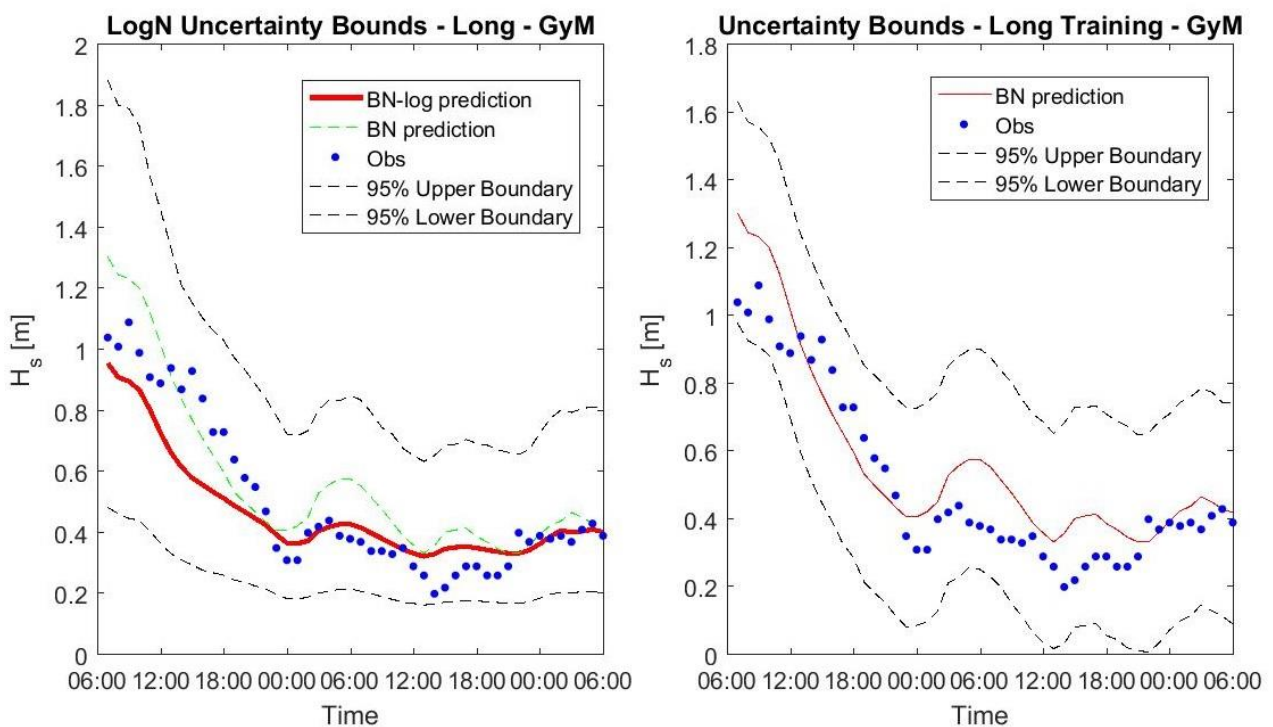 LogN Uncertainty Bounds - Long - GyM
2
1.8
1.6
1.4
1.2
1
0.8
0.6
0.4
0.2
0
H_s [m]
BN-log prediction
BN prediction
Obs
95% Upper Boundary
95% Lower Boundary
06:00 12:00 18:00 00:00 06:00 12:00 18:00 00:00 06:00
Time
Uncertainty Bounds - Long Training - GyM
1.8
1.6
1.4
1.2
1
0.8
0.6
0.4
0.2
0
H_s [m]
BN prediction
Obs
95% Upper Boundary
95% Lower Boundary
06:00 12:00 18:00 00:00 06:00 12:00 18:00 00:00 06:00
Time